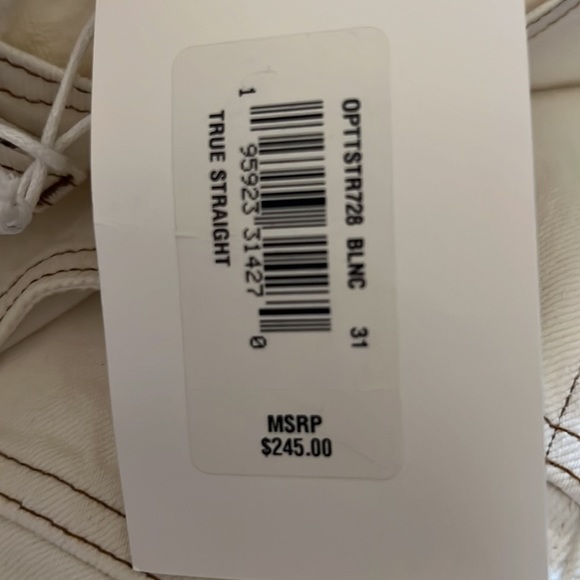 OPTTSTR728 BLNC 31
1 95923 31427 0
TRUE STRAIGHT
MSRP
$245.00